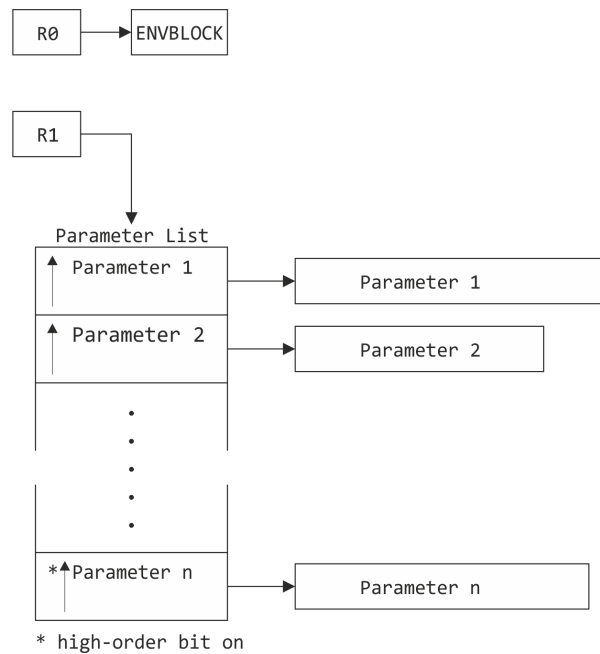 R0
ENVBLOCK
R1
Parameter List
Parameter 1
Parameter 1
Parameter 2
Parameter 2
* Parameter n
Parameter n
* high-order bit on